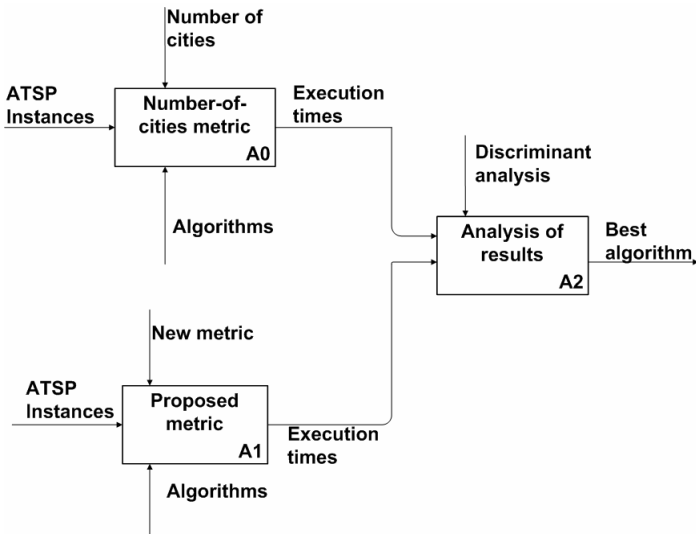 Number of
cities
ATSP
Instances
Number-of-
cities metric
A0
Execution
times
Algorithms
Discriminant
analysis
Analysis of
results
A2
Best
algorithm
New metric
ATSP
Instances
Proposed
metric
A1
Execution
times
Algorithms